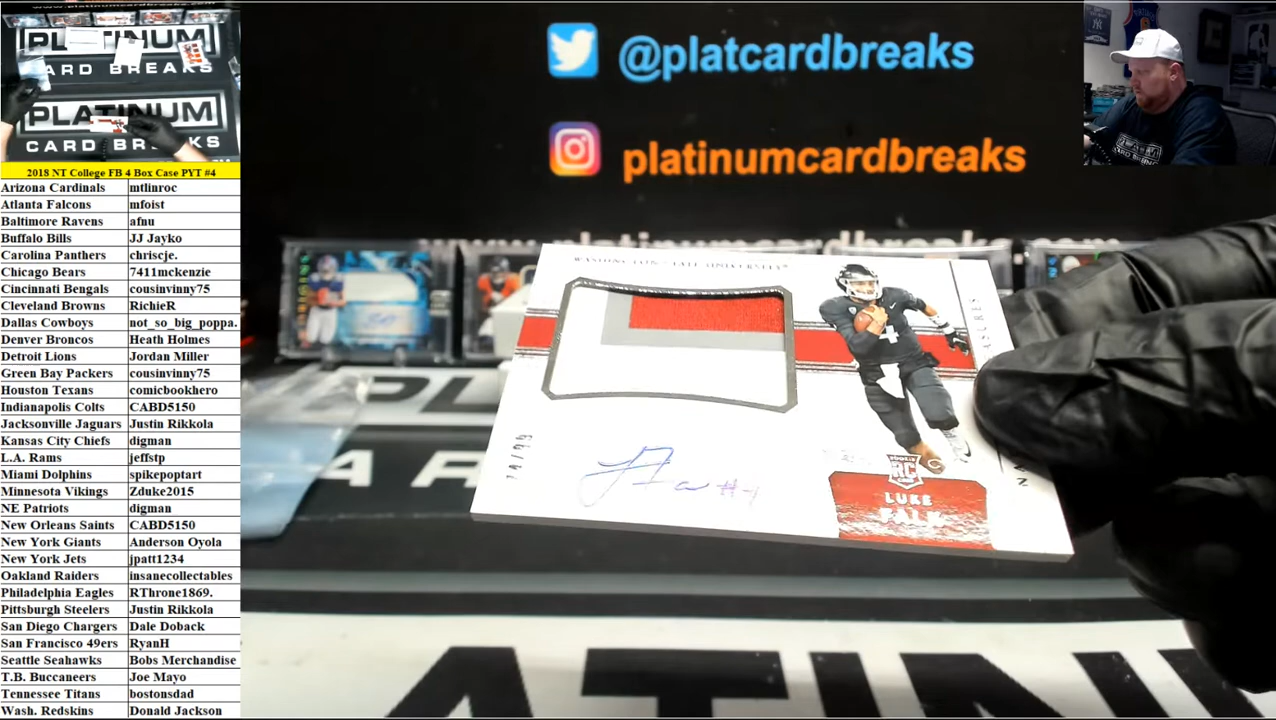 PLATINUM
CARD BREAKS
PLATINUM
CARD BREAKS
@platcardbreaks
platinumcardbreaks
2018 NT College FB 4 Box Case PYT #4
Arizona Cardinals mtlinroc
Atlanta Falcons mfoist
Baltimore Ravens afnu
Buffalo Bills JJ Jayko
Carolina Panthers chriscje.
Chicago Bears 7411mckenzie
Cincinnati Bengals cousinvinny75
Cleveland Browns RichieR
Dallas Cowboys not_so_big_poppa.
Denver Broncos Heath Holmes
Detroit Lions Jordan Miller
Green Bay Packers cousinvinny75
Houston Texans comicbookhero
Indianapolis Colts CABD5150
Jacksonville Jaguars Justin Rikkola
Kansas City Chiefs digman
L.A. Rams jeffstp
Miami Dolphins spikepoptart
Minnesota Vikings Zduke2015
NE Patriots digman
New Orleans Saints CABD5150
New York Giants Anderson Oyola
New York Jets jpatt1234
Oakland Raiders insanecollectables
Philadelphia Eagles RThrone1869.
Pittsburgh Steelers Justin Rikkola
San Diego Chargers Dale Doback
San Francisco 49ers RyanH
Seattle Seahawks Bobs Merchandise
T.B. Buccaneers Joe Mayo
Tennessee Titans bostonsdad
Wash. Redskins Donald Jackson
WASHINGTON STATE UNIVERSITY
#4
RC
LUKE
FALK